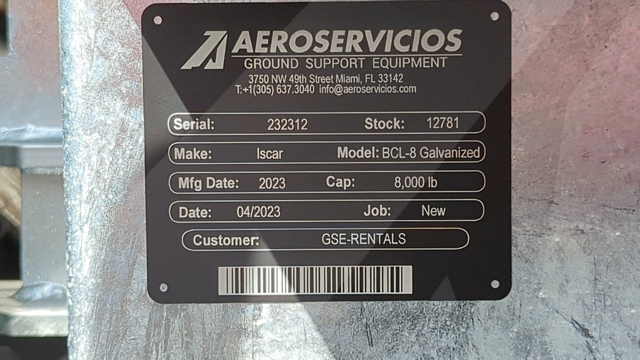 AEROSERVICIOS
GROUND SUPPORT EQUIPMENT
3750 NW 49th Street Miami, FL 33142
T:+1(305) 637.3040 info@aeroservicios.com
Serial: 232312 Stock: 12781
Make: Iscar Model: BCL-8 Galvanized
Mfg Date: 2023 Cap: 8,000 lb
Date: 04/2023 Job: New
Customer: GSE-RENTALS